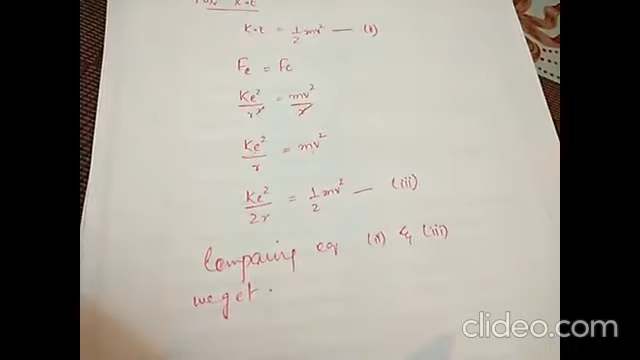 K.E
K.E = 1/2 mv² — (i)
Fe = Fc
Ke²/r² = mv²/r
Ke²/r = mv²
Ke²/2r = 1/2 mv² — (iii)
Comparing eq (ii) & (iii)
we get.
clideo.com